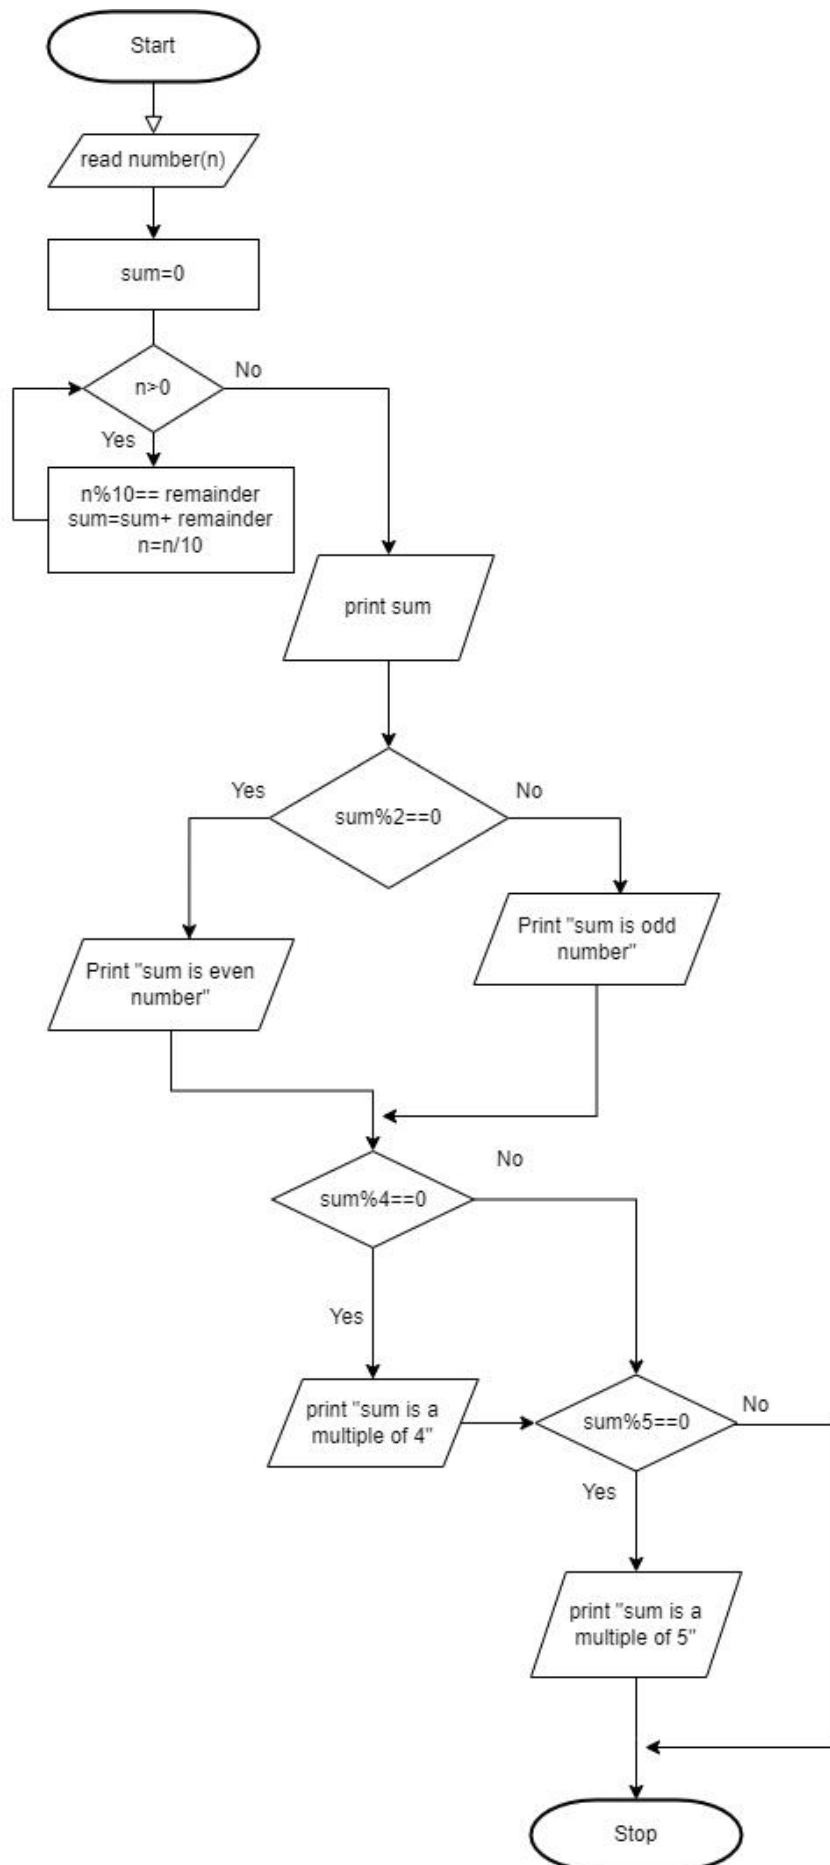 Start
read number(n)
sum=0
n>0
No
Yes
n%10== remainder
sum=sum+ remainder
n=n/10
print sum
Yes
No
sum%2==0
Print "sum is odd
number"
Print "sum is even
number"
No
sum%4==0
Yes
print "sum is a
multiple of 4"
No
sum%5==0
Yes
print "sum is a
multiple of 5"
Stop